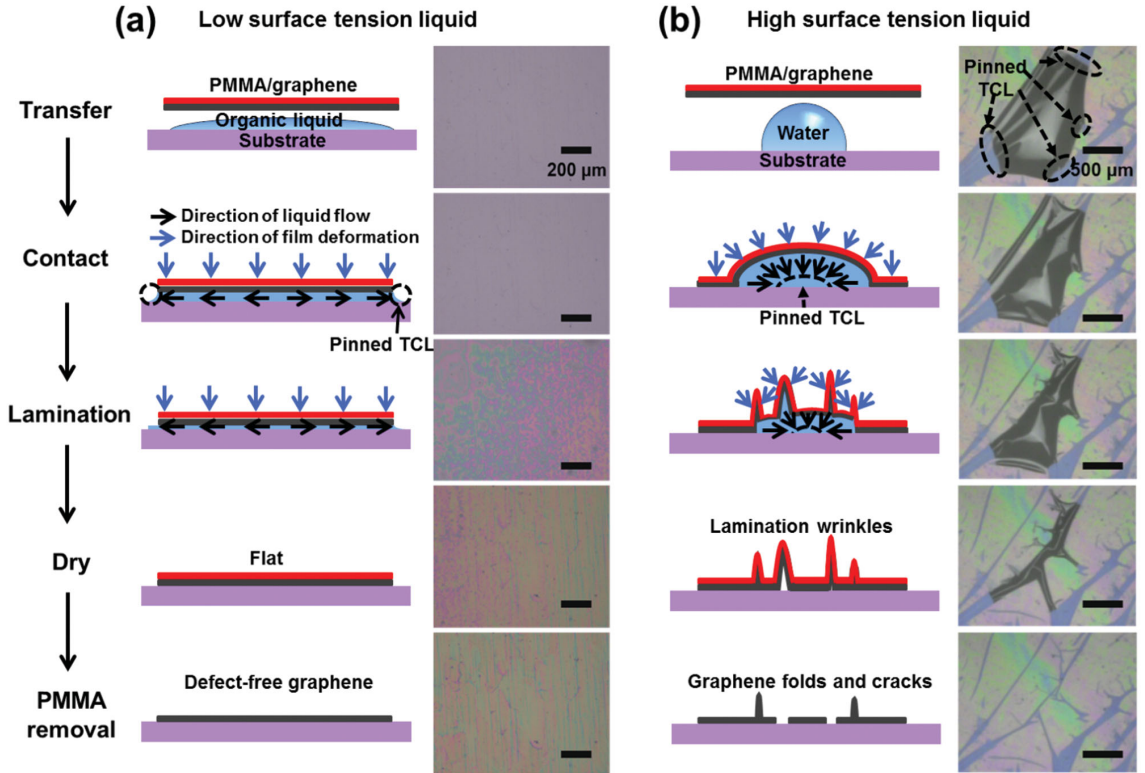 (a) Low surface tension liquid
(b) High surface tension liquid
Transfer
PMMA/graphene
Organic liquid
Substrate
200 μm
PMMA/graphene
Water
Substrate
Pinned
TCL
500 μm
Contact
Direction of liquid flow
Direction of film deformation
Pinned TCL
Pinned TCL
Lamination
Dry
Flat
Lamination wrinkles
PMMA
removal
Defect-free graphene
Graphene folds and cracks